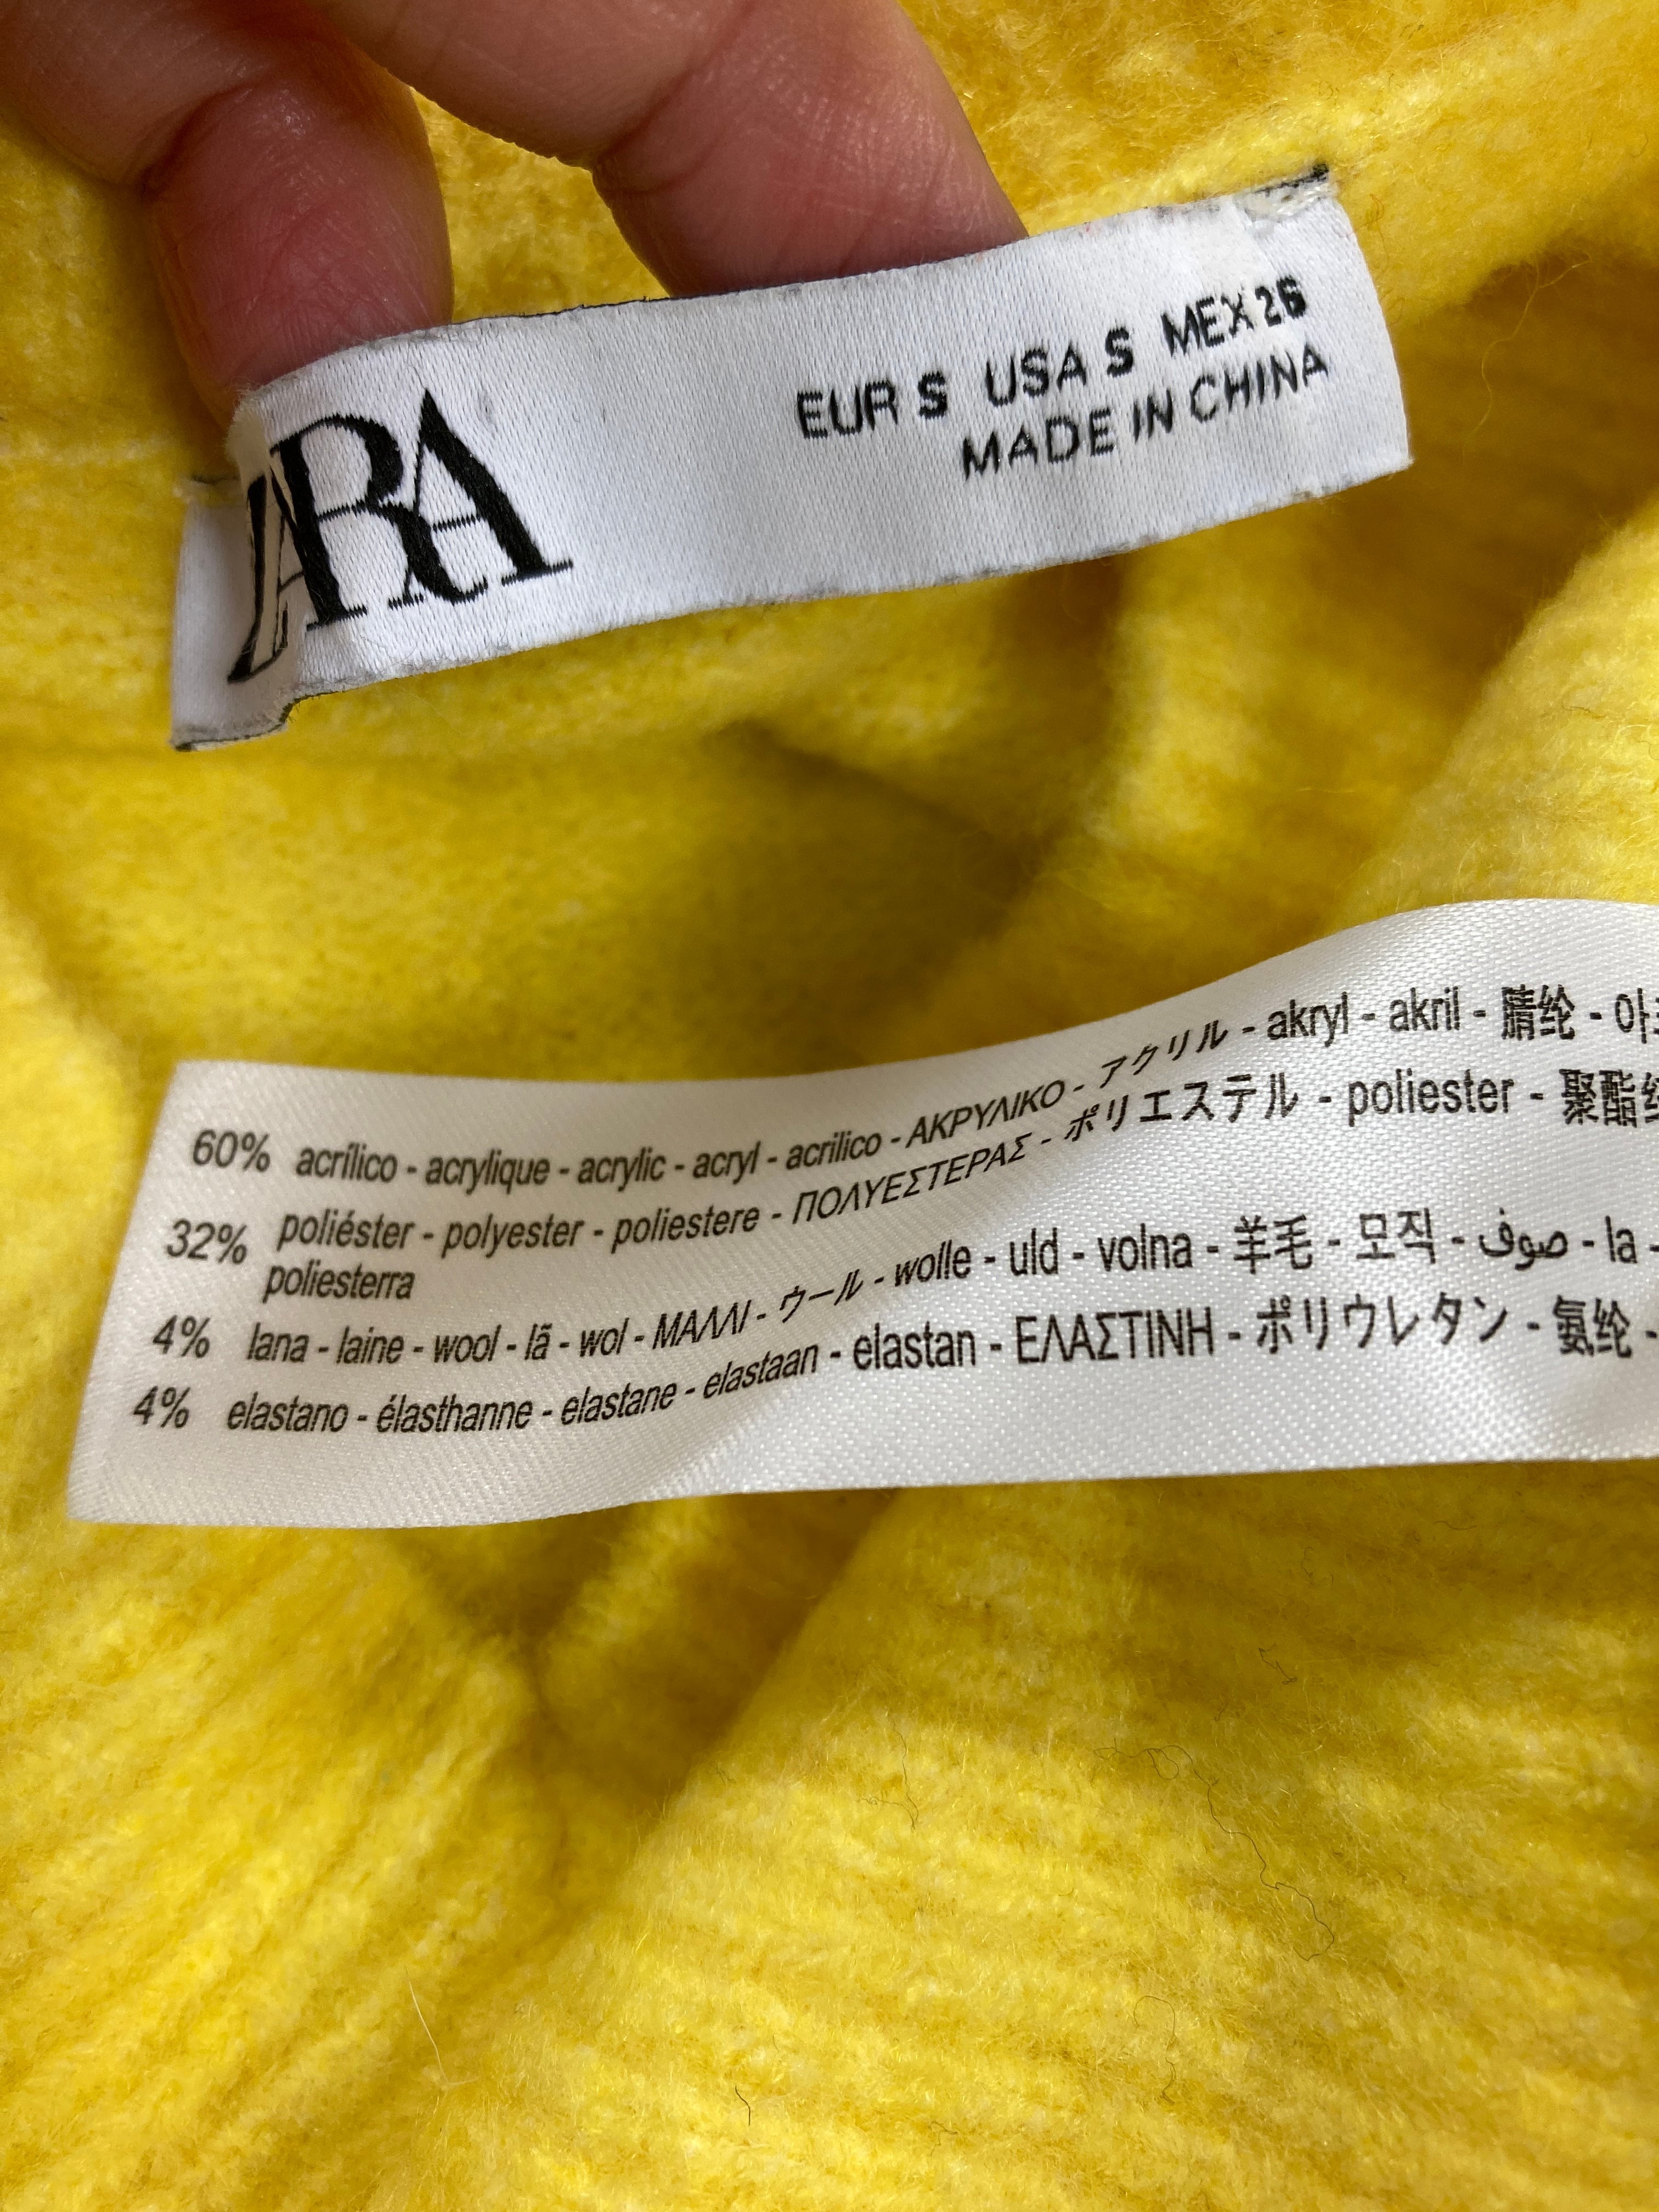 ZARA
EUR S USA S MEX 26
MADE IN CHINA
60% acrílico - acrylique - acrylic - acryl - acrilico - ΑΚΡΥΛΙΚΟ - アクリル - akryl - akril - 腈纶 -
32% poliéster - polyester - poliestere - ΠΟΛΥΕΣΤΕΡΑΣ - ポリエステル - poliester - 聚酯
poliesterra
4% lana - laine - wool - lã - wol - ΜΑΛΛΙ - ウール - wolle - uld - volna - 羊毛 - 모직 - صوف - la -
4% elastano - élasthanne - elastane - elastaan - elastan - ΕΛΑΣΤΙΝΗ - ポリウレタン - 氨纶 -